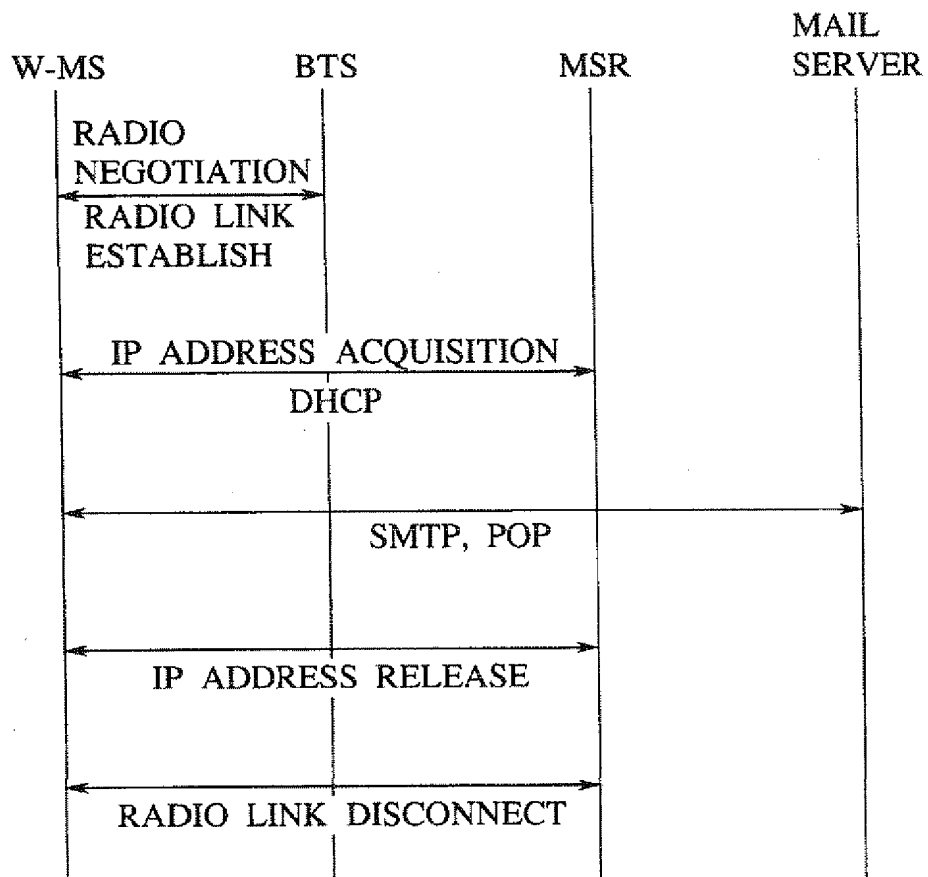 W-MS BTS MSR MAIL
SERVER
RADIO
NEGOTIATION
RADIO LINK
ESTABLISH
IP ADDRESS ACQUISITION
DHCP
SMTP, POP
IP ADDRESS RELEASE
RADIO LINK DISCONNECT